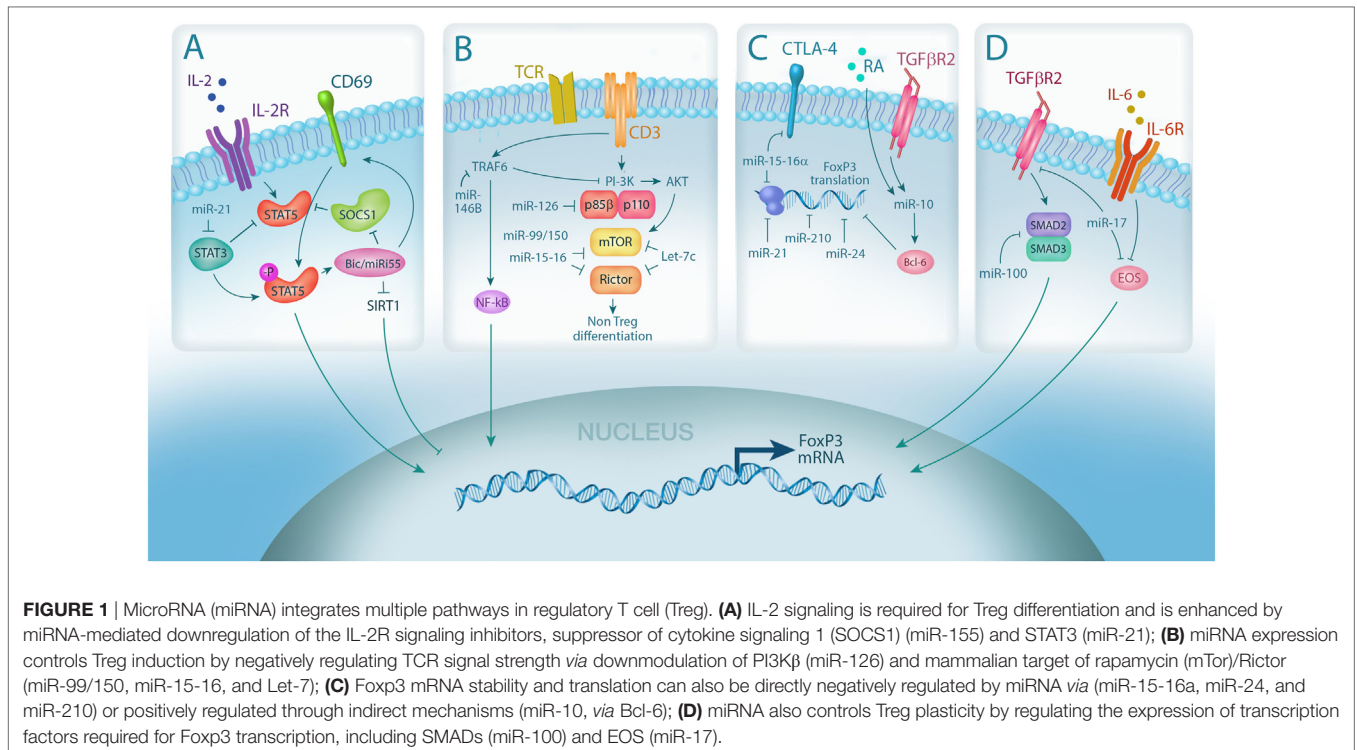 A
IL-2
IL-2R
CD69
miR-21
STAT5
SOCS1
STAT3
Bic/miRi55
-P
STAT5
SIRT1
B
TCR
CD3
TRAF6
PI-3K
AKT
miR-
146B
miR-126
p85β
p110
miR-99/150
mTOR
miR-15-16
Let-7c
Rictor
NF-kB
Non Treg
differentiation
C
CTLA-4
RA
TGFβR2
miR-15-16α
FoxP3
translation
miR-10
miR-210
miR-21
miR-24
Bcl-6
D
TGFβR2
IL-6
IL-6R
miR-17
SMAD2
SMAD3
miR-100
EOS
NUCLEUS
FoxP3
mRNA
FIGURE 1 | MicroRNA (miRNA) integrates multiple pathways in regulatory T cell (Treg). (A) IL-2 signaling is required for Treg differentiation and is enhanced by
miRNA-mediated downregulation of the IL-2R signaling inhibitors, suppressor of cytokine signaling 1 (SOCS1) (miR-155) and STAT3 (miR-21); (B) miRNA expression
controls Treg induction by negatively regulating TCR signal strength via downmodulation of PI3Kβ (miR-126) and mammalian target of rapamycin (mTor)/Rictor
(miR-99/150, miR-15-16, and Let-7); (C) Foxp3 mRNA stability and translation can also be directly negatively regulated by miRNA via (miR-15-16a, miR-24, and
miR-210) or positively regulated through indirect mechanisms (miR-10, via Bcl-6); (D) miRNA also controls Treg plasticity by regulating the expression of transcription
factors required for Foxp3 transcription, including SMADs (miR-100) and EOS (miR-17).